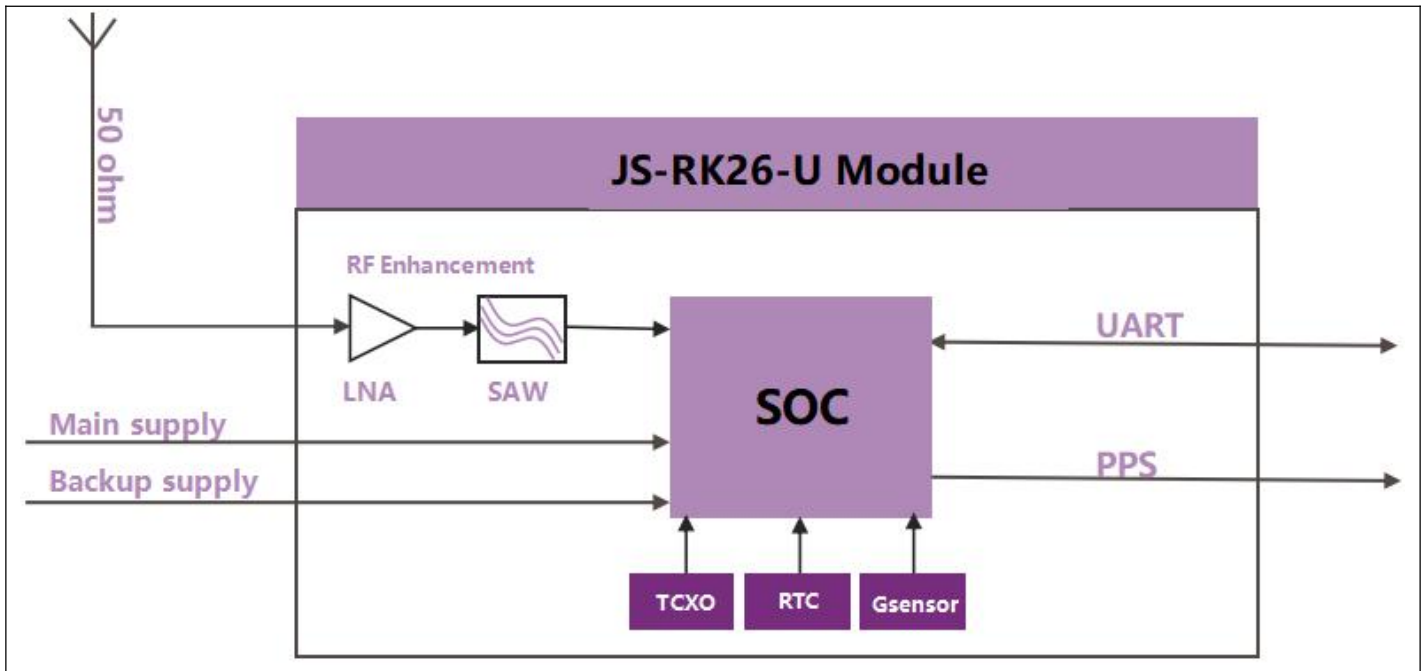 50 ohm
JS-RK26-U Module
RF Enhancement
LNA
SAW
SOC
UART
Main supply
Backup supply
PPS
TCXO
RTC
Gsensor